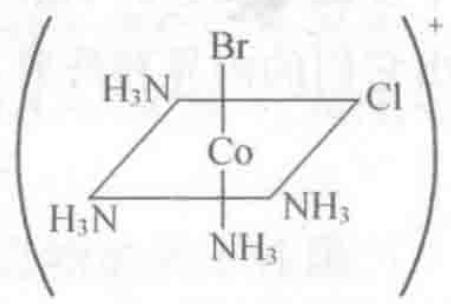 +
Br
H₃N Cl
Co
H₃N NH₃
NH₃